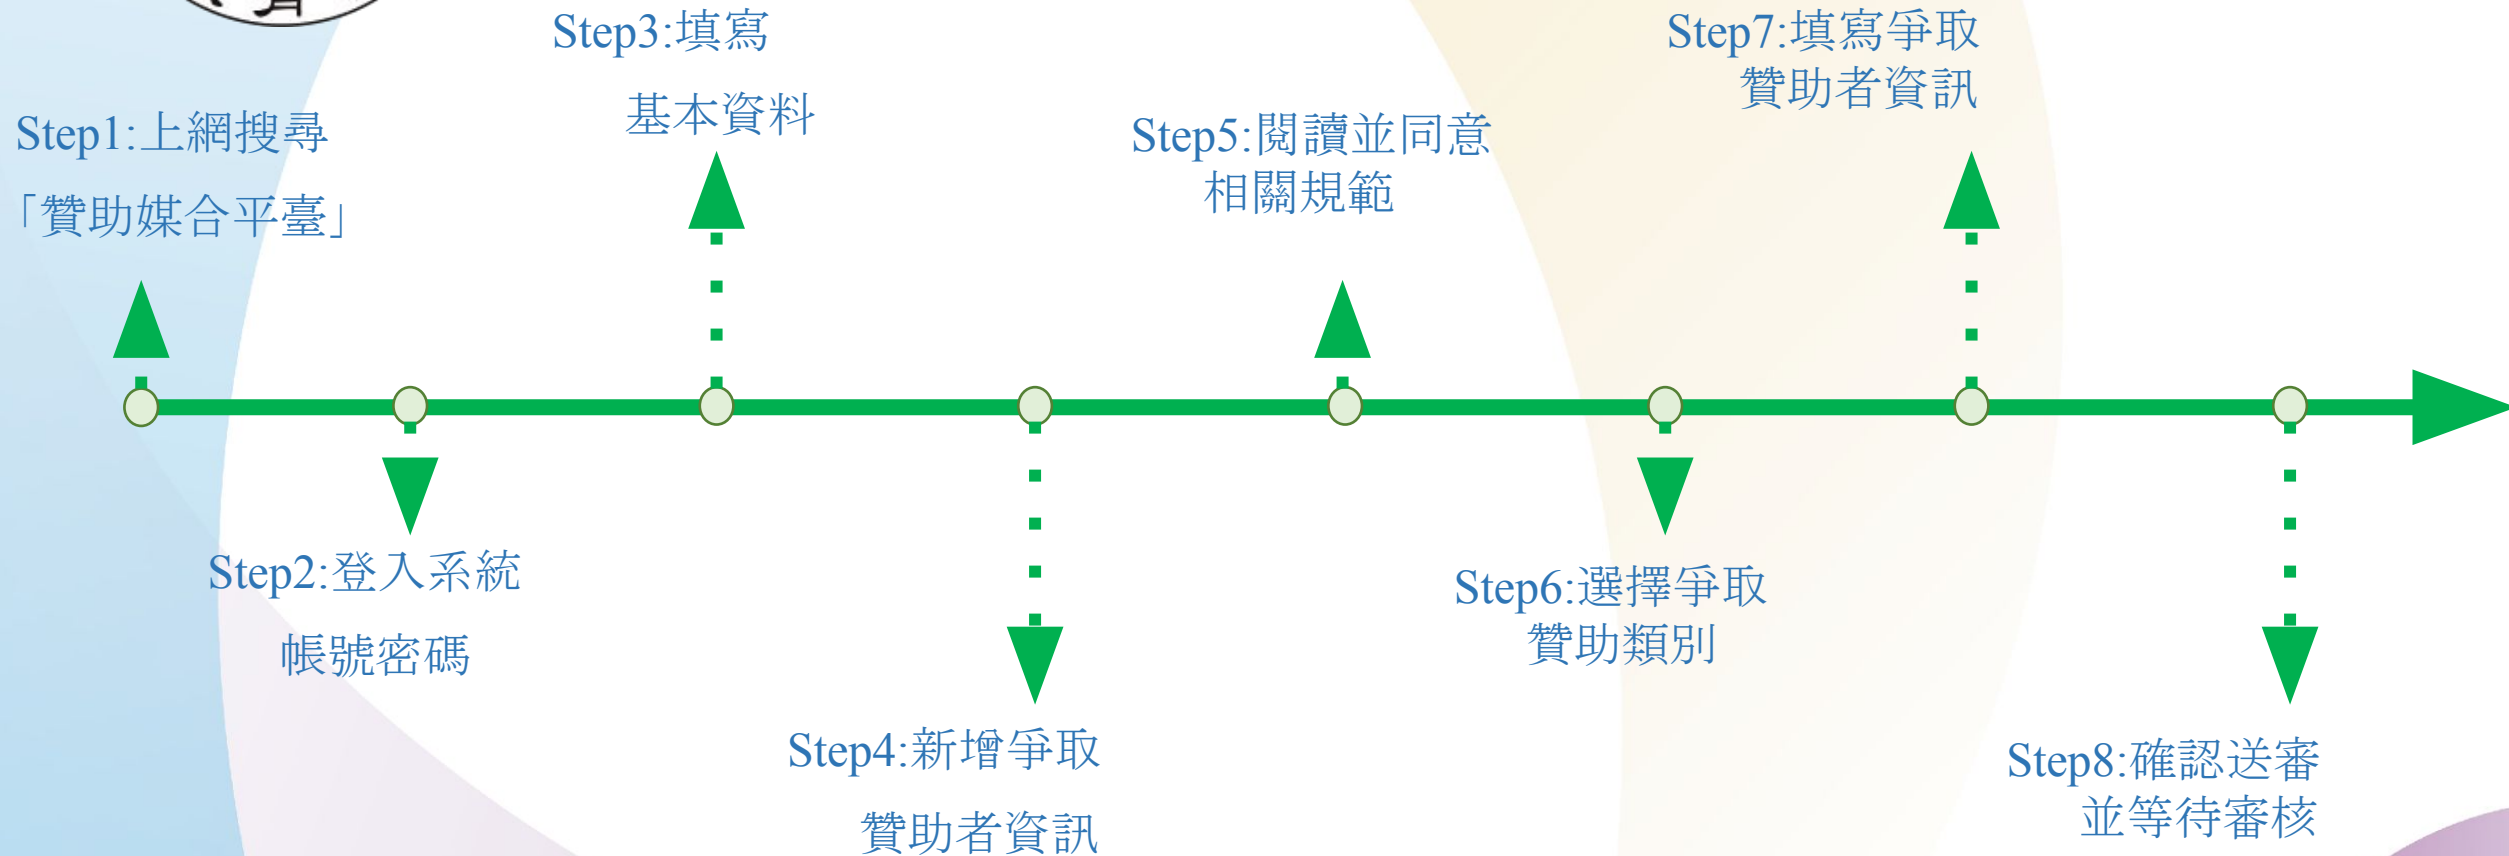 Step1:上網搜尋
「贊助媒合平臺」
Step2:登入系統
帳號密碼
Step3:填寫
基本資料
Step4:新增爭取
贊助者資訊
Step5:閱讀並同意
相關規範
Step6:選擇爭取
贊助類別
Step7:填寫爭取
贊助者資訊
Step8:確認送審
並等待審核